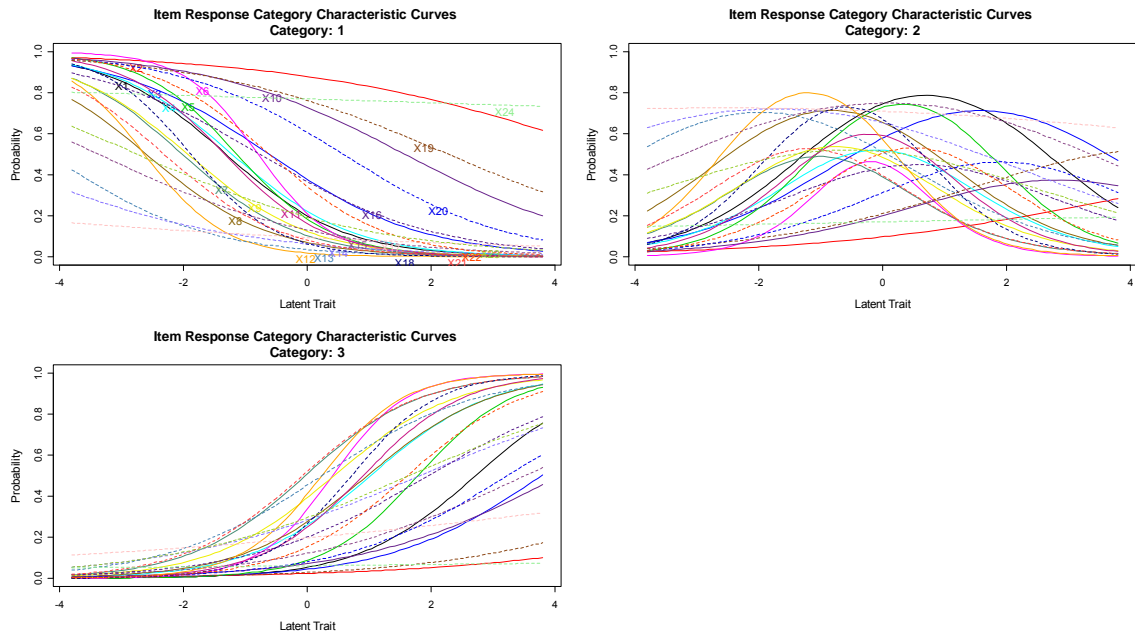 Item Response Category Characteristic Curves
Category: 1
Probability
1.0
0.8
0.6
0.4
0.2
0.0
X1
X6
X5
X10
X24
X19
X7
X8
X11
X16
X20
X12
X13
X18
X22
-4
-2
0
2
4
Latent Trait
Item Response Category Characteristic Curves
Category: 2
Probability
1.0
0.8
0.6
0.4
0.2
0.0
-4
-2
0
2
4
Latent Trait
Item Response Category Characteristic Curves
Category: 3
Probability
1.0
0.8
0.6
0.4
0.2
0.0
-4
-2
0
2
4
Latent Trait